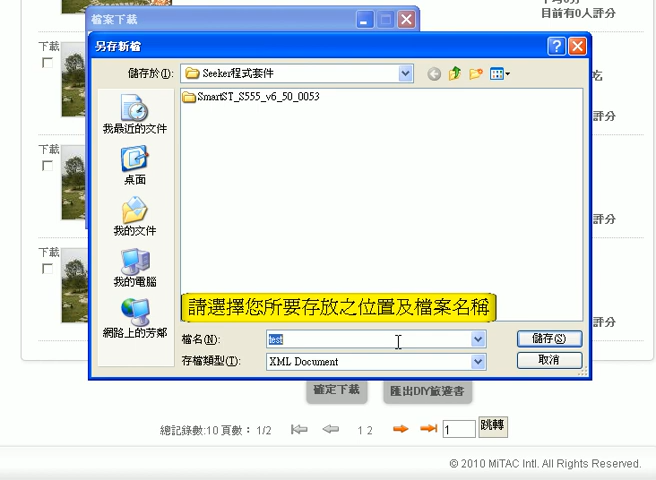 目前有0人評分
檔案下載
下載
另存新檔
儲存於(I):
Seeker程式套件
SmartST_S555_v6_50_0053
吃
我最近的文件
評分
桌面
下載
我的文件
評分
我的電腦
下載
請選擇您所要存放之位置及檔案名稱
網路上的芳鄰
評分
檔名(N):
test
儲存(S)
存檔類型(T):
XML Document
取消
確定下載
匯出DIY旅遊書
總記錄數:10 頁數： 1/2
1 2
1
跳轉
© 2010 MiTAC Intl. All Rights Reserved.